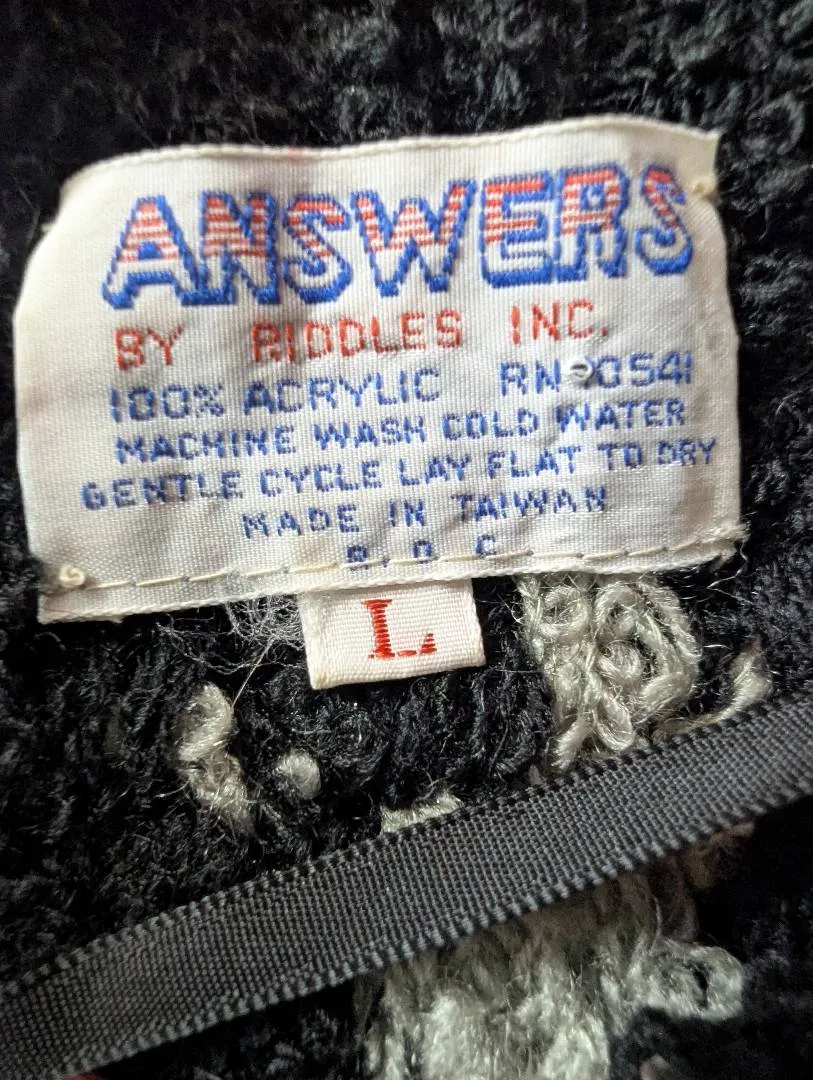 ANSWERS
BY RIDDLES INC.
100% ACRYLIC RN
MACHINE WASH COLD WATER
GENTLE CYCLE LAY FLAT TO DRY
MADE IN TAIWAN
R.O.C
L